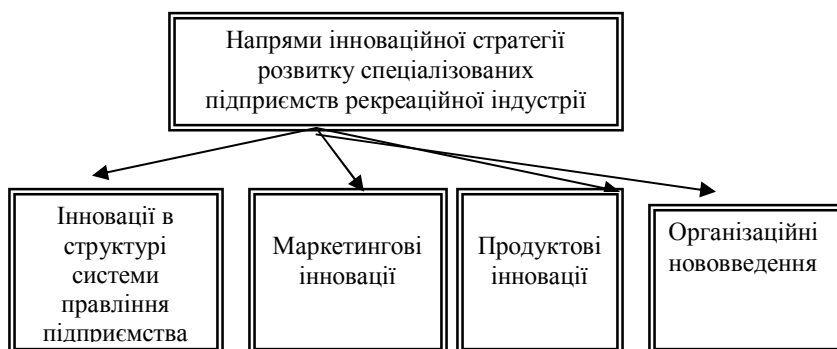 Напрями інноваційної стратегії
розвитку спеціалізованих
підприємств рекреаційної індустрії
Інновації в
структурі
системи
правління
підприємства
Маркетингові
інновації
Продуктові
інновації
Організаційні
нововведення